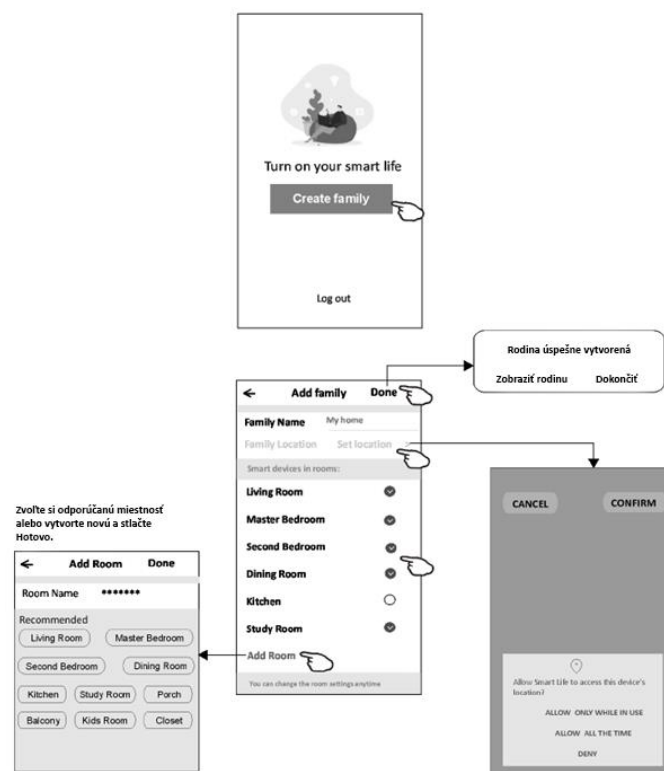 Turn on your smart life
Create family
Log out
Rodina úspešne vytvorená
Zobraziť rodinu Dokončiť
← Add family Done
Family Name My home
Family Location Set location >
Smart devices in rooms:
Living Room
Master Bedroom
Second Bedroom
Dining Room
Kitchen
Study Room
Add Room
You can change the room settings anytime
Zvoľte si odporúčanú miestnosť
alebo vytvorte novú a stlačte
Hotovo.
← Add Room Done
Room Name *******
Recommended
Living Room Master Bedroom
Second Bedroom Dining Room
Kitchen Study Room Porch
Balcony Kids Room Closet
CANCEL CONFIRM
Allow Smart Life to access this device's
location?
ALLOW ONLY WHILE IN USE
ALLOW ALL THE TIME
DENY